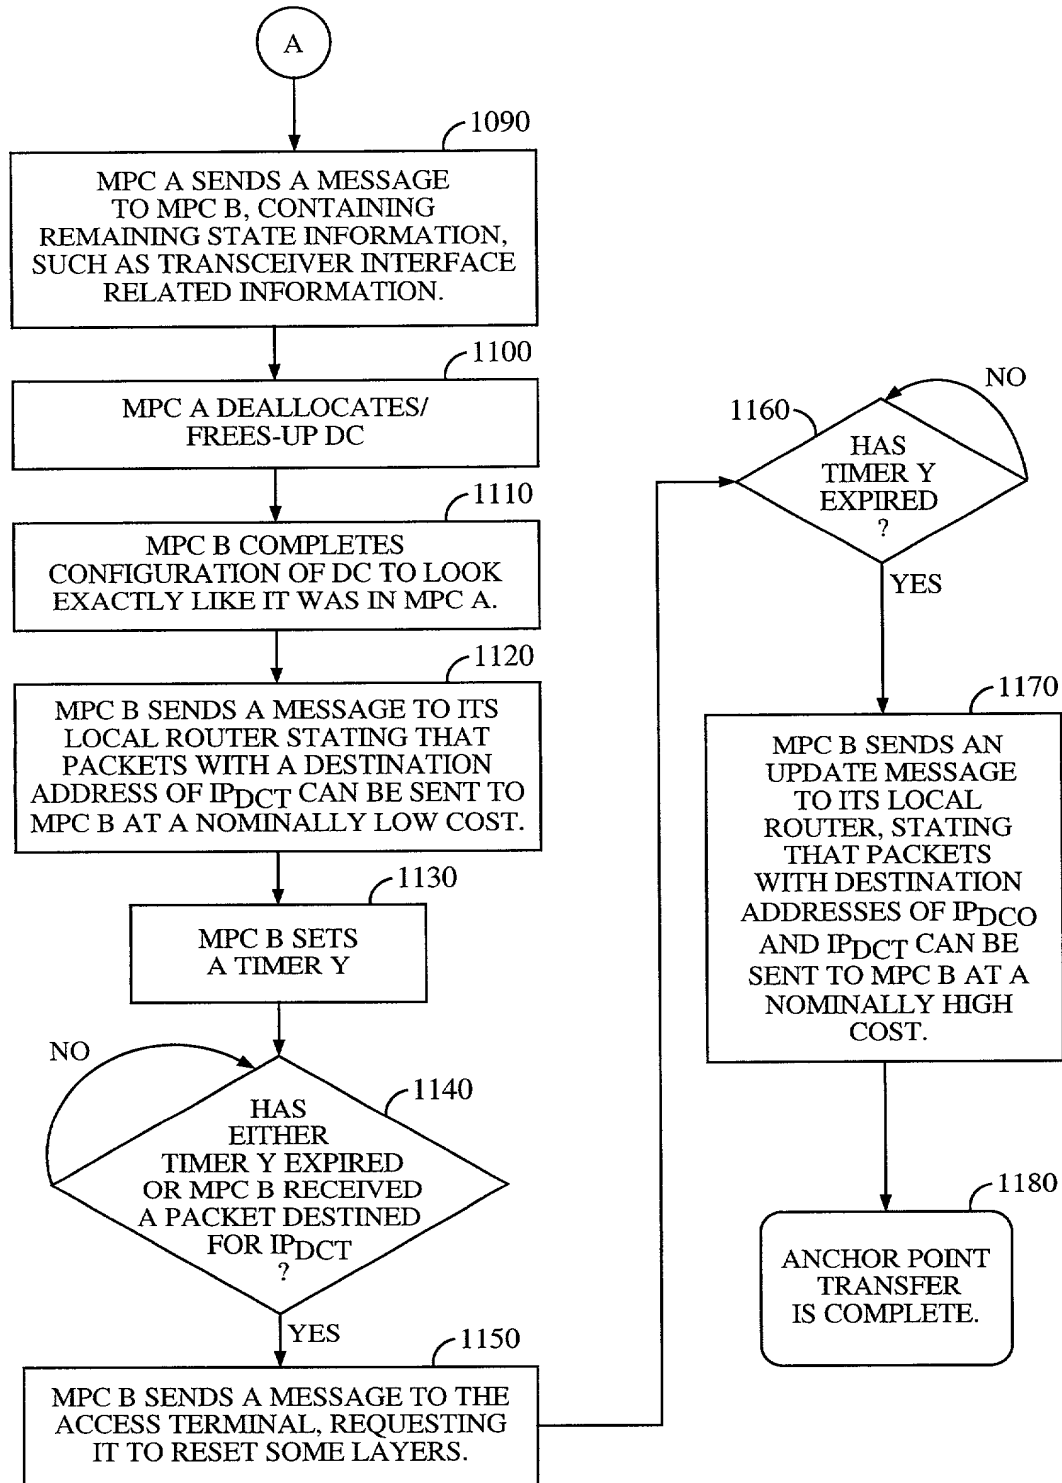 A
1090
MPC A SENDS A MESSAGE
TO MPC B, CONTAINING
REMAINING STATE INFORMATION,
SUCH AS TRANSCEIVER INTERFACE
RELATED INFORMATION.
1100
MPC A DEALLOCATES/
FREES-UP DC
1110
MPC B COMPLETES
CONFIGURATION OF DC TO LOOK
EXACTLY LIKE IT WAS IN MPC A.
1120
MPC B SENDS A MESSAGE TO ITS
LOCAL ROUTER STATING THAT
PACKETS WITH A DESTINATION
ADDRESS OF IPDCT CAN BE SENT TO
MPC B AT A NOMINALLY LOW COST.
1130
MPC B SETS
A TIMER Y
NO
1140
HAS
EITHER
TIMER Y EXPIRED
OR MPC B RECEIVED
A PACKET DESTINED
FOR IPDCT
?
YES
1150
MPC B SENDS A MESSAGE TO THE
ACCESS TERMINAL, REQUESTING
IT TO RESET SOME LAYERS.
NO
1160
HAS
TIMER Y
EXPIRED
?
YES
1170
MPC B SENDS AN
UPDATE MESSAGE
TO ITS LOCAL
ROUTER, STATING
THAT PACKETS
WITH DESTINATION
ADDRESSES OF IPDCO
AND IPDCT CAN BE
SENT TO MPC B AT A
NOMINALLY HIGH
COST.
1180
ANCHOR POINT
TRANSFER
IS COMPLETE.